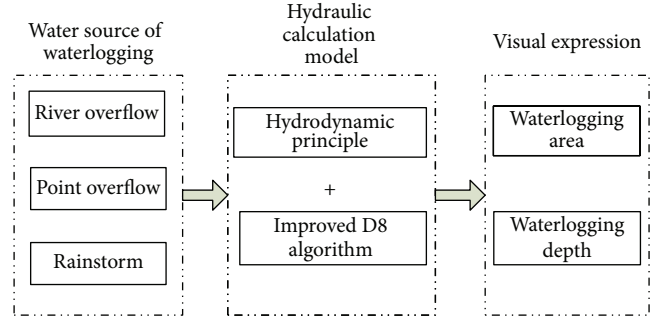 Water source of
waterlogging
River overflow
Point overflow
Rainstorm
Hydraulic
calculation
model
Hydrodynamic
principle
+
Improved D8
algorithm
Visual expression
Waterlogging
area
Waterlogging
depth